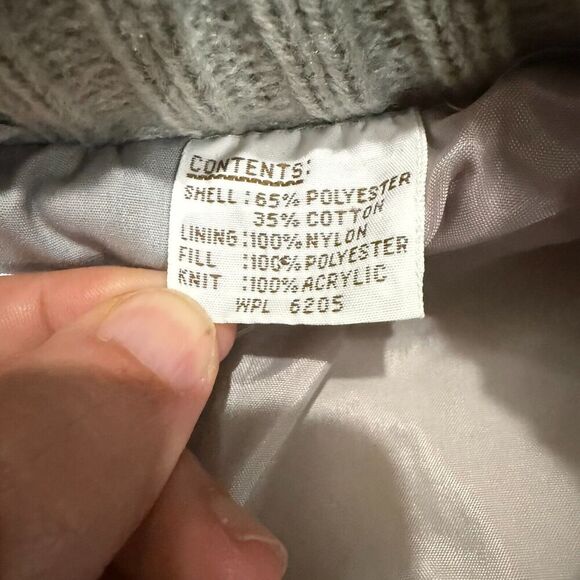 CONTENTS:
SHELL :65% POLYESTER
35% COTTON
LINING:100% NYLON
FILL :100% POLYESTER
KNIT :100% ACRYLIC
WPL 6205